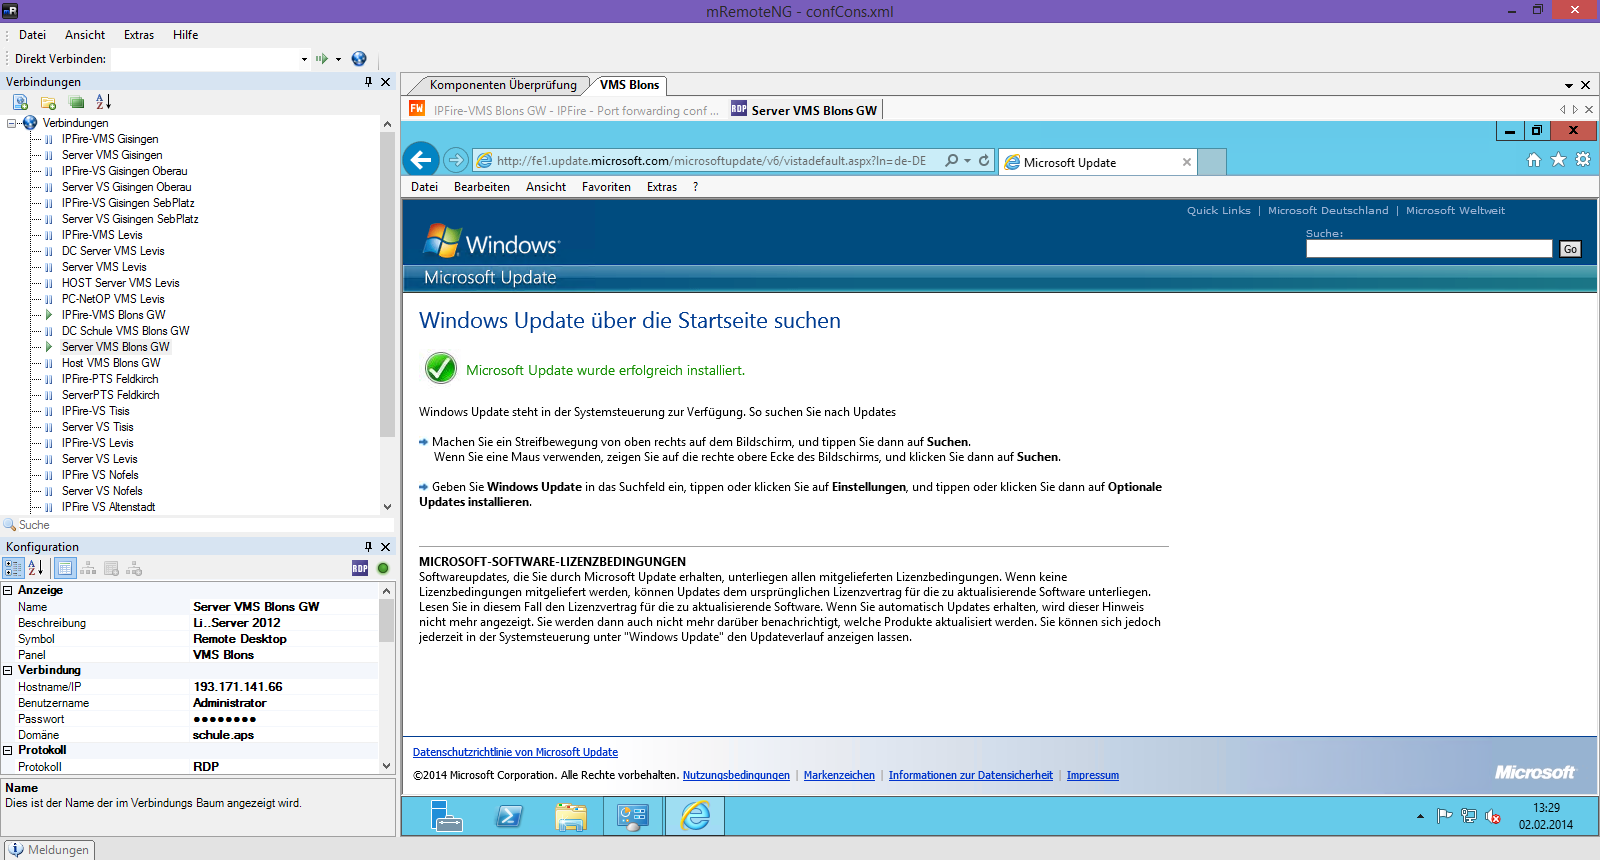 mRemoteNG - confCons.xml
Datei Ansicht Extras Hilfe
Direkt Verbinden:
Verbindungen
Verbindungen
IPFire-VMS Gisingen
Server VMS Gisingen
IPFire-VS Gisingen Oberau
Server VS Gisingen Oberau
IPFire-VS Gisingen SebPlatz
Server VS Gisingen SebPlatz
IPFire-VMS Levis
DC Server VMS Levis
Server VMS Levis
HOST Server VMS Levis
PC-NetOP VMS Levis
IPFire-VMS Blons GW
DC Schule VMS Blons GW
Server VMS Blons GW
Host VMS Blons GW
IPFire-PTS Feldkirch
ServerPTS Feldkirch
IPFire-VS Tisis
Server VS Tisis
IPFire-VS Levis
Server VS Levis
IPFire VS Nofels
Server VS Nofels
IPFire VS Altenstadt
Suche
Konfiguration
RDP
Anzeige
Name Server VMS Blons GW
Beschreibung Li..Server 2012
Symbol Remote Desktop
Panel VMS Blons
Verbindung
Hostname/IP 193.171.141.66
Benutzername Administrator
Passwort ●●●●●●●●
Domäne schule.aps
Protokoll
Protokoll RDP
Name
Dies ist der Name der im Verbindungs Baum angezeigt wird.
Meldungen
Komponenten Überprüfung VMS Blons
FW IPFire-VMS Blons GW - IPFire - Port forwarding conf ... RDP Server VMS Blons GW
http://fe1.update.microsoft.com/microsoftupdate/v6/vistadefault.aspx?ln=de-DE Microsoft Update
Datei Bearbeiten Ansicht Favoriten Extras ?
Quick Links | Microsoft Deutschland | Microsoft Weltweit
Suche:
Go
Windows
Microsoft Update
Windows Update über die Startseite suchen
Microsoft Update wurde erfolgreich installiert.
Windows Update steht in der Systemsteuerung zur Verfügung. So suchen Sie nach Updates
Machen Sie ein Streifbewegung von oben rechts auf dem Bildschirm, und tippen Sie dann auf Suchen.
Wenn Sie eine Maus verwenden, zeigen Sie auf die rechte obere Ecke des Bildschirms, und klicken Sie dann auf Suchen.
Geben Sie Windows Update in das Suchfeld ein, tippen oder klicken Sie auf Einstellungen, und tippen oder klicken Sie dann auf Optionale
Updates installieren.
MICROSOFT-SOFTWARE-LIZENZBEDINGUNGEN
Softwareupdates, die Sie durch Microsoft Update erhalten, unterliegen allen mitgelieferten Lizenzbedingungen. Wenn keine
Lizenzbedingungen mitgeliefert werden, können Updates dem ursprünglichen Lizenzvertrag für die zu aktualisierende Software unterliegen.
Lesen Sie in diesem Fall den Lizenzvertrag für die zu aktualisierende Software. Wenn Sie automatisch Updates erhalten, wird dieser Hinweis
nicht mehr angezeigt. Sie werden dann auch nicht mehr darüber benachrichtigt, welche Produkte aktualisiert werden. Sie können sich jedoch
jederzeit in der Systemsteuerung unter "Windows Update" den Updateverlauf anzeigen lassen.
Datenschutzrichtlinie von Microsoft Update
©2014 Microsoft Corporation. Alle Rechte vorbehalten. Nutzungsbedingungen | Markenzeichen | Informationen zur Datensicherheit | Impressum
Microsoft
13:29
02.02.2014